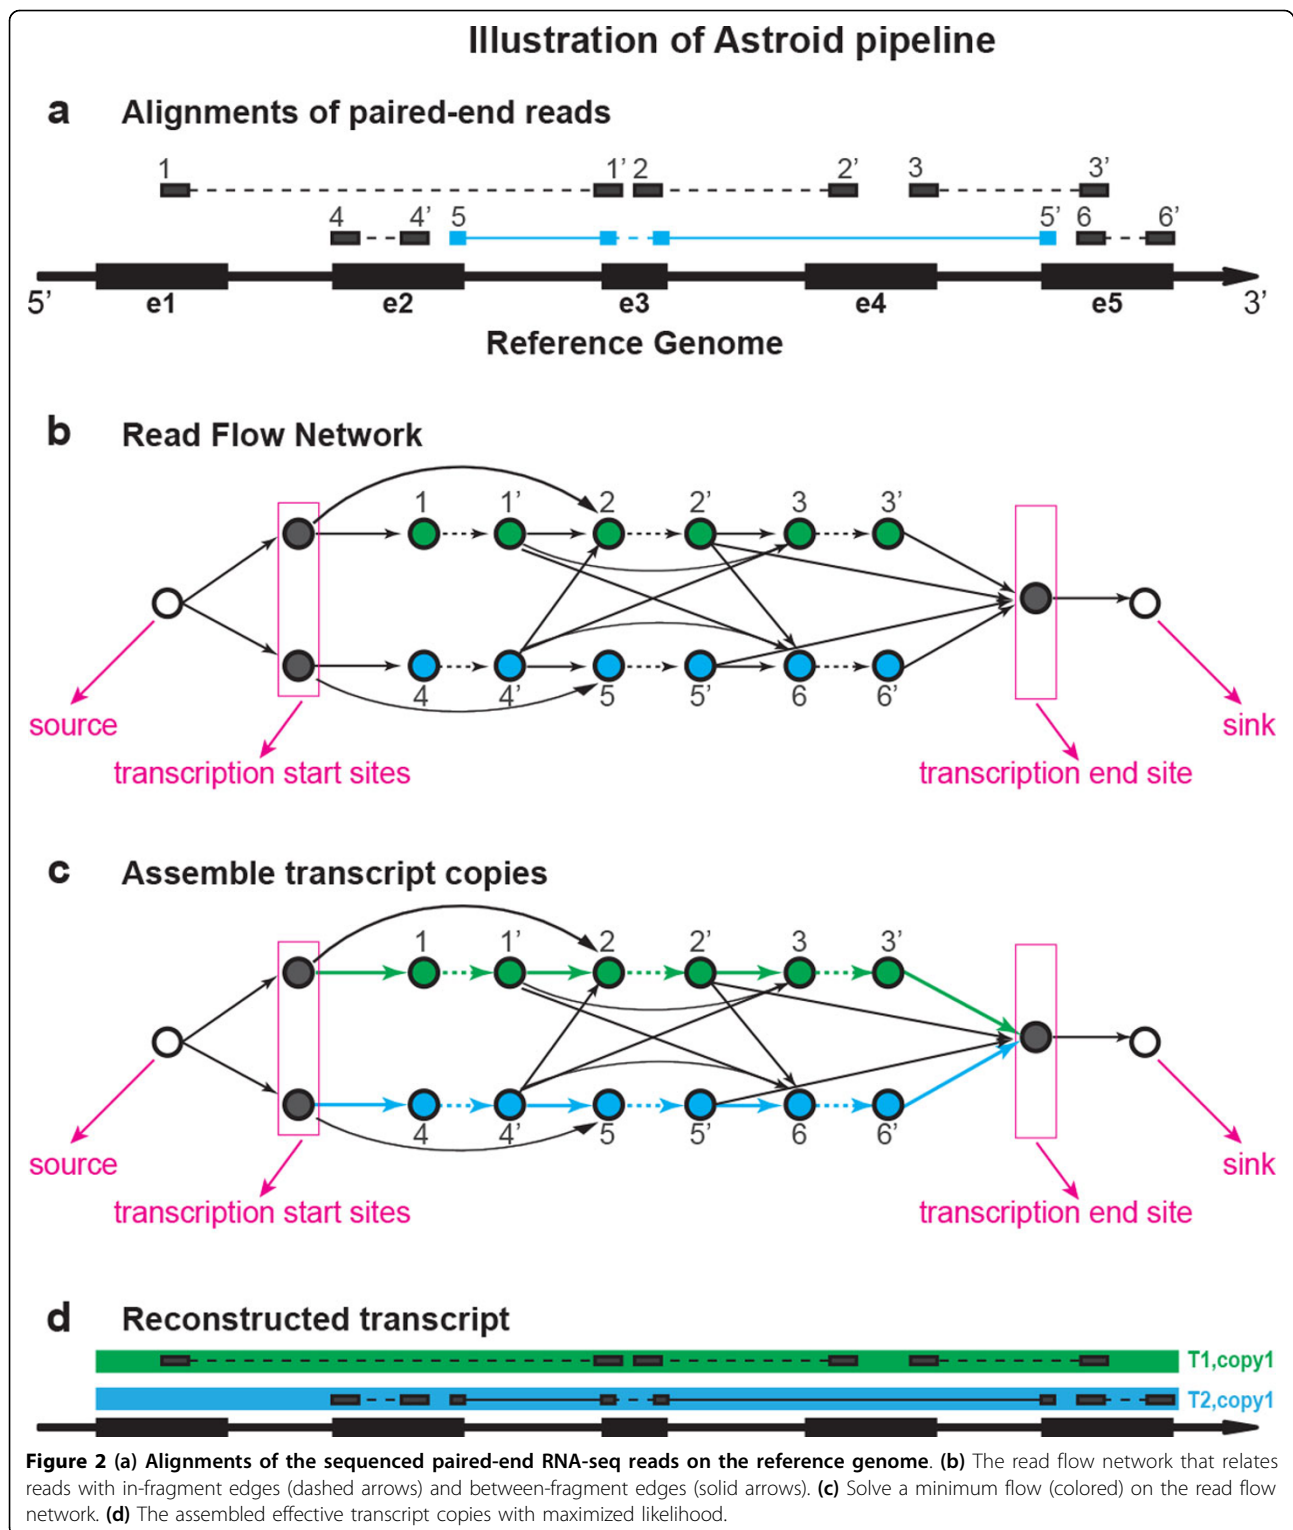 Illustration of Astroid pipeline
a Alignments of paired-end reads
1 1’ 2 2’ 3 3’
4 4’ 5 5’ 6 6’
5’ e1 e2 e3 e4 e5 3’
Reference Genome
b Read Flow Network
1 1’ 2 2’ 3 3’
4 4’ 5 5’ 6 6’
source sink
transcription start sites transcription end site
c Assemble transcript copies
1 1’ 2 2’ 3 3’
4 4’ 5 5’ 6 6’
source sink
transcription start sites transcription end site
d Reconstructed transcript
T1,copy1
T2,copy1
Figure 2 (a) Alignments of the sequenced paired-end RNA-seq reads on the reference genome. (b) The read flow network that relates
reads with in-fragment edges (dashed arrows) and between-fragment edges (solid arrows). (c) Solve a minimum flow (colored) on the read flow
network. (d) The assembled effective transcript copies with maximized likelihood.